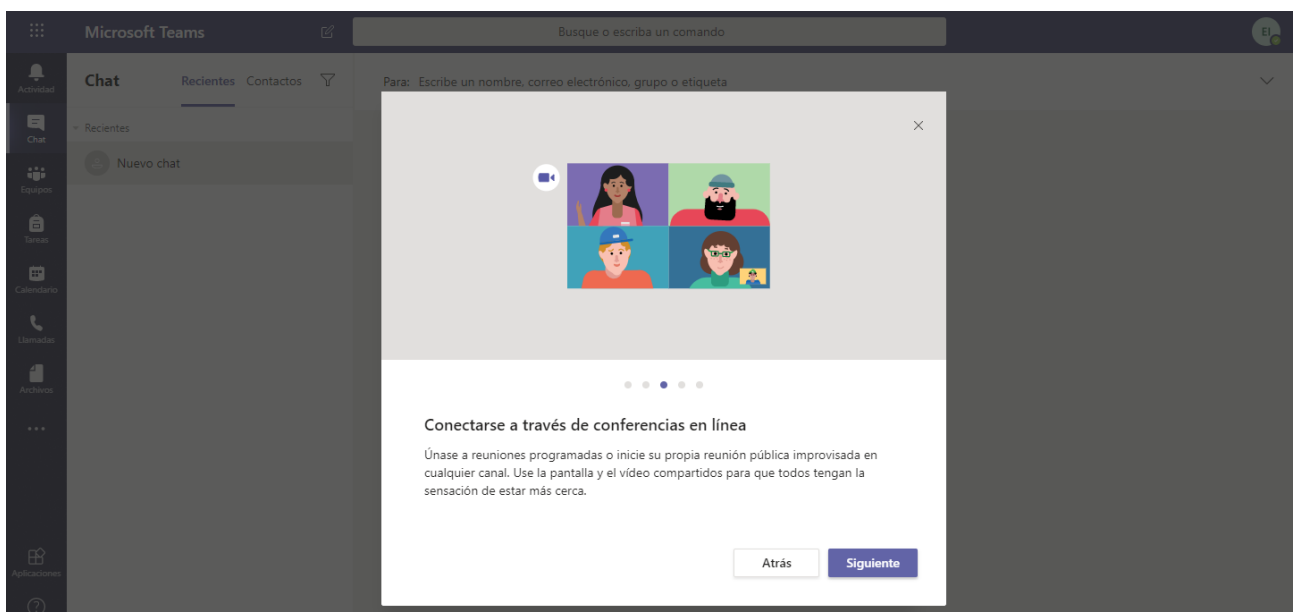 Microsoft Teams
Busque o escriba un comando
EI
Actividad
Chat
Equipos
Tareas
Calendario
Llamadas
Archivos
Aplicaciones
Chat
Recientes
Contactos
Recientes
Nuevo chat
Para: Escribe un nombre, correo electrónico, grupo o etiqueta
Conectarse a través de conferencias en línea
Únase a reuniones programadas o inicie su propia reunión pública improvisada en
cualquier canal. Use la pantalla y el vídeo compartidos para que todos tengan la
sensación de estar más cerca.
Atrás
Siguiente